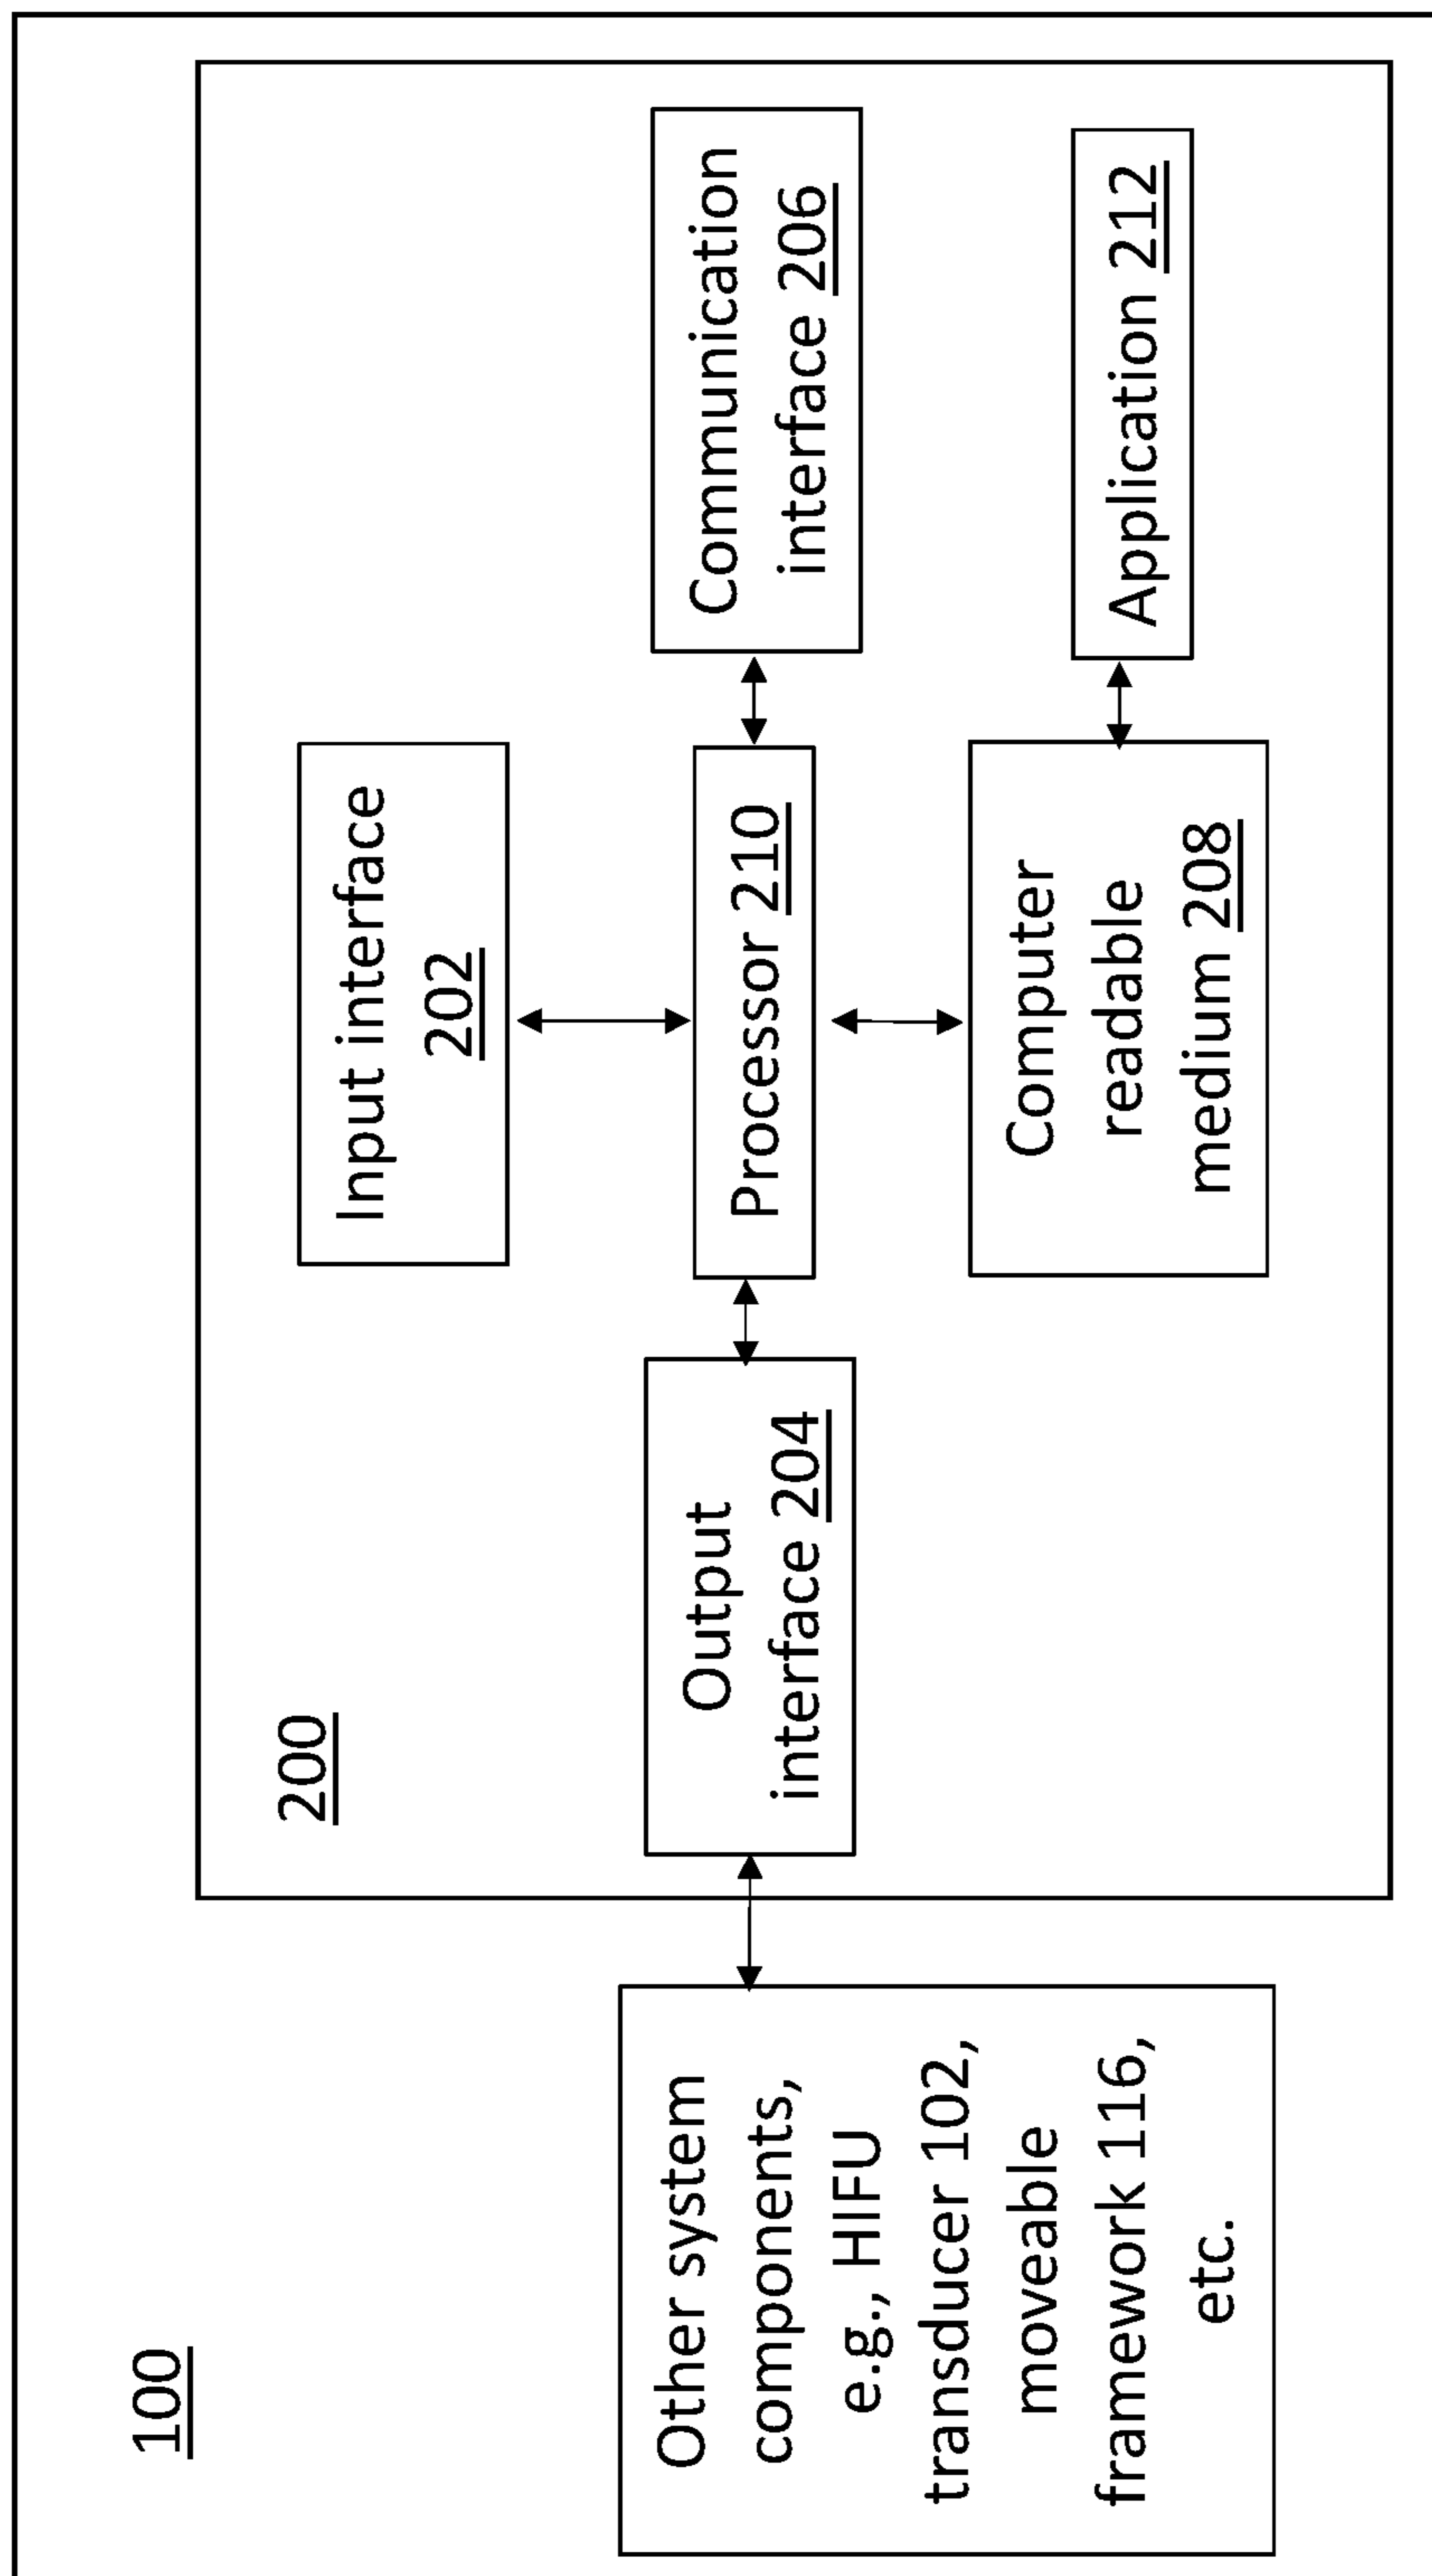 100
200
Input interface
202
Other system
components,
e.g., HIFU
transducer 102,
moveable
framework 116,
etc.
Output
interface 204
Processor 210
Communication
interface 206
Computer
readable
medium 208
Application 212